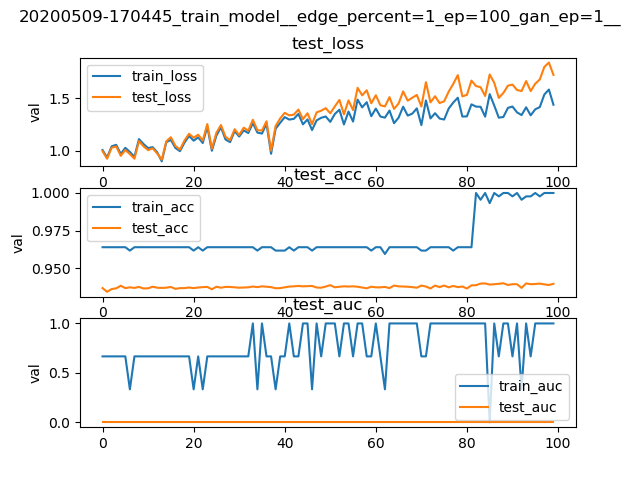 20200509-170445_train_model__edge_percent=1_ep=100_gan_ep=1__
test_loss
train_loss
test_loss
val
1.5
1.0
0 20 40 60 80 100
test_acc
train_acc
test_acc
val
1.000
0.975
0.950
0 20 40 60 80 100
test_auc
train_auc
test_auc
val
1.0
0.5
0.0
0 20 40 60 80 100